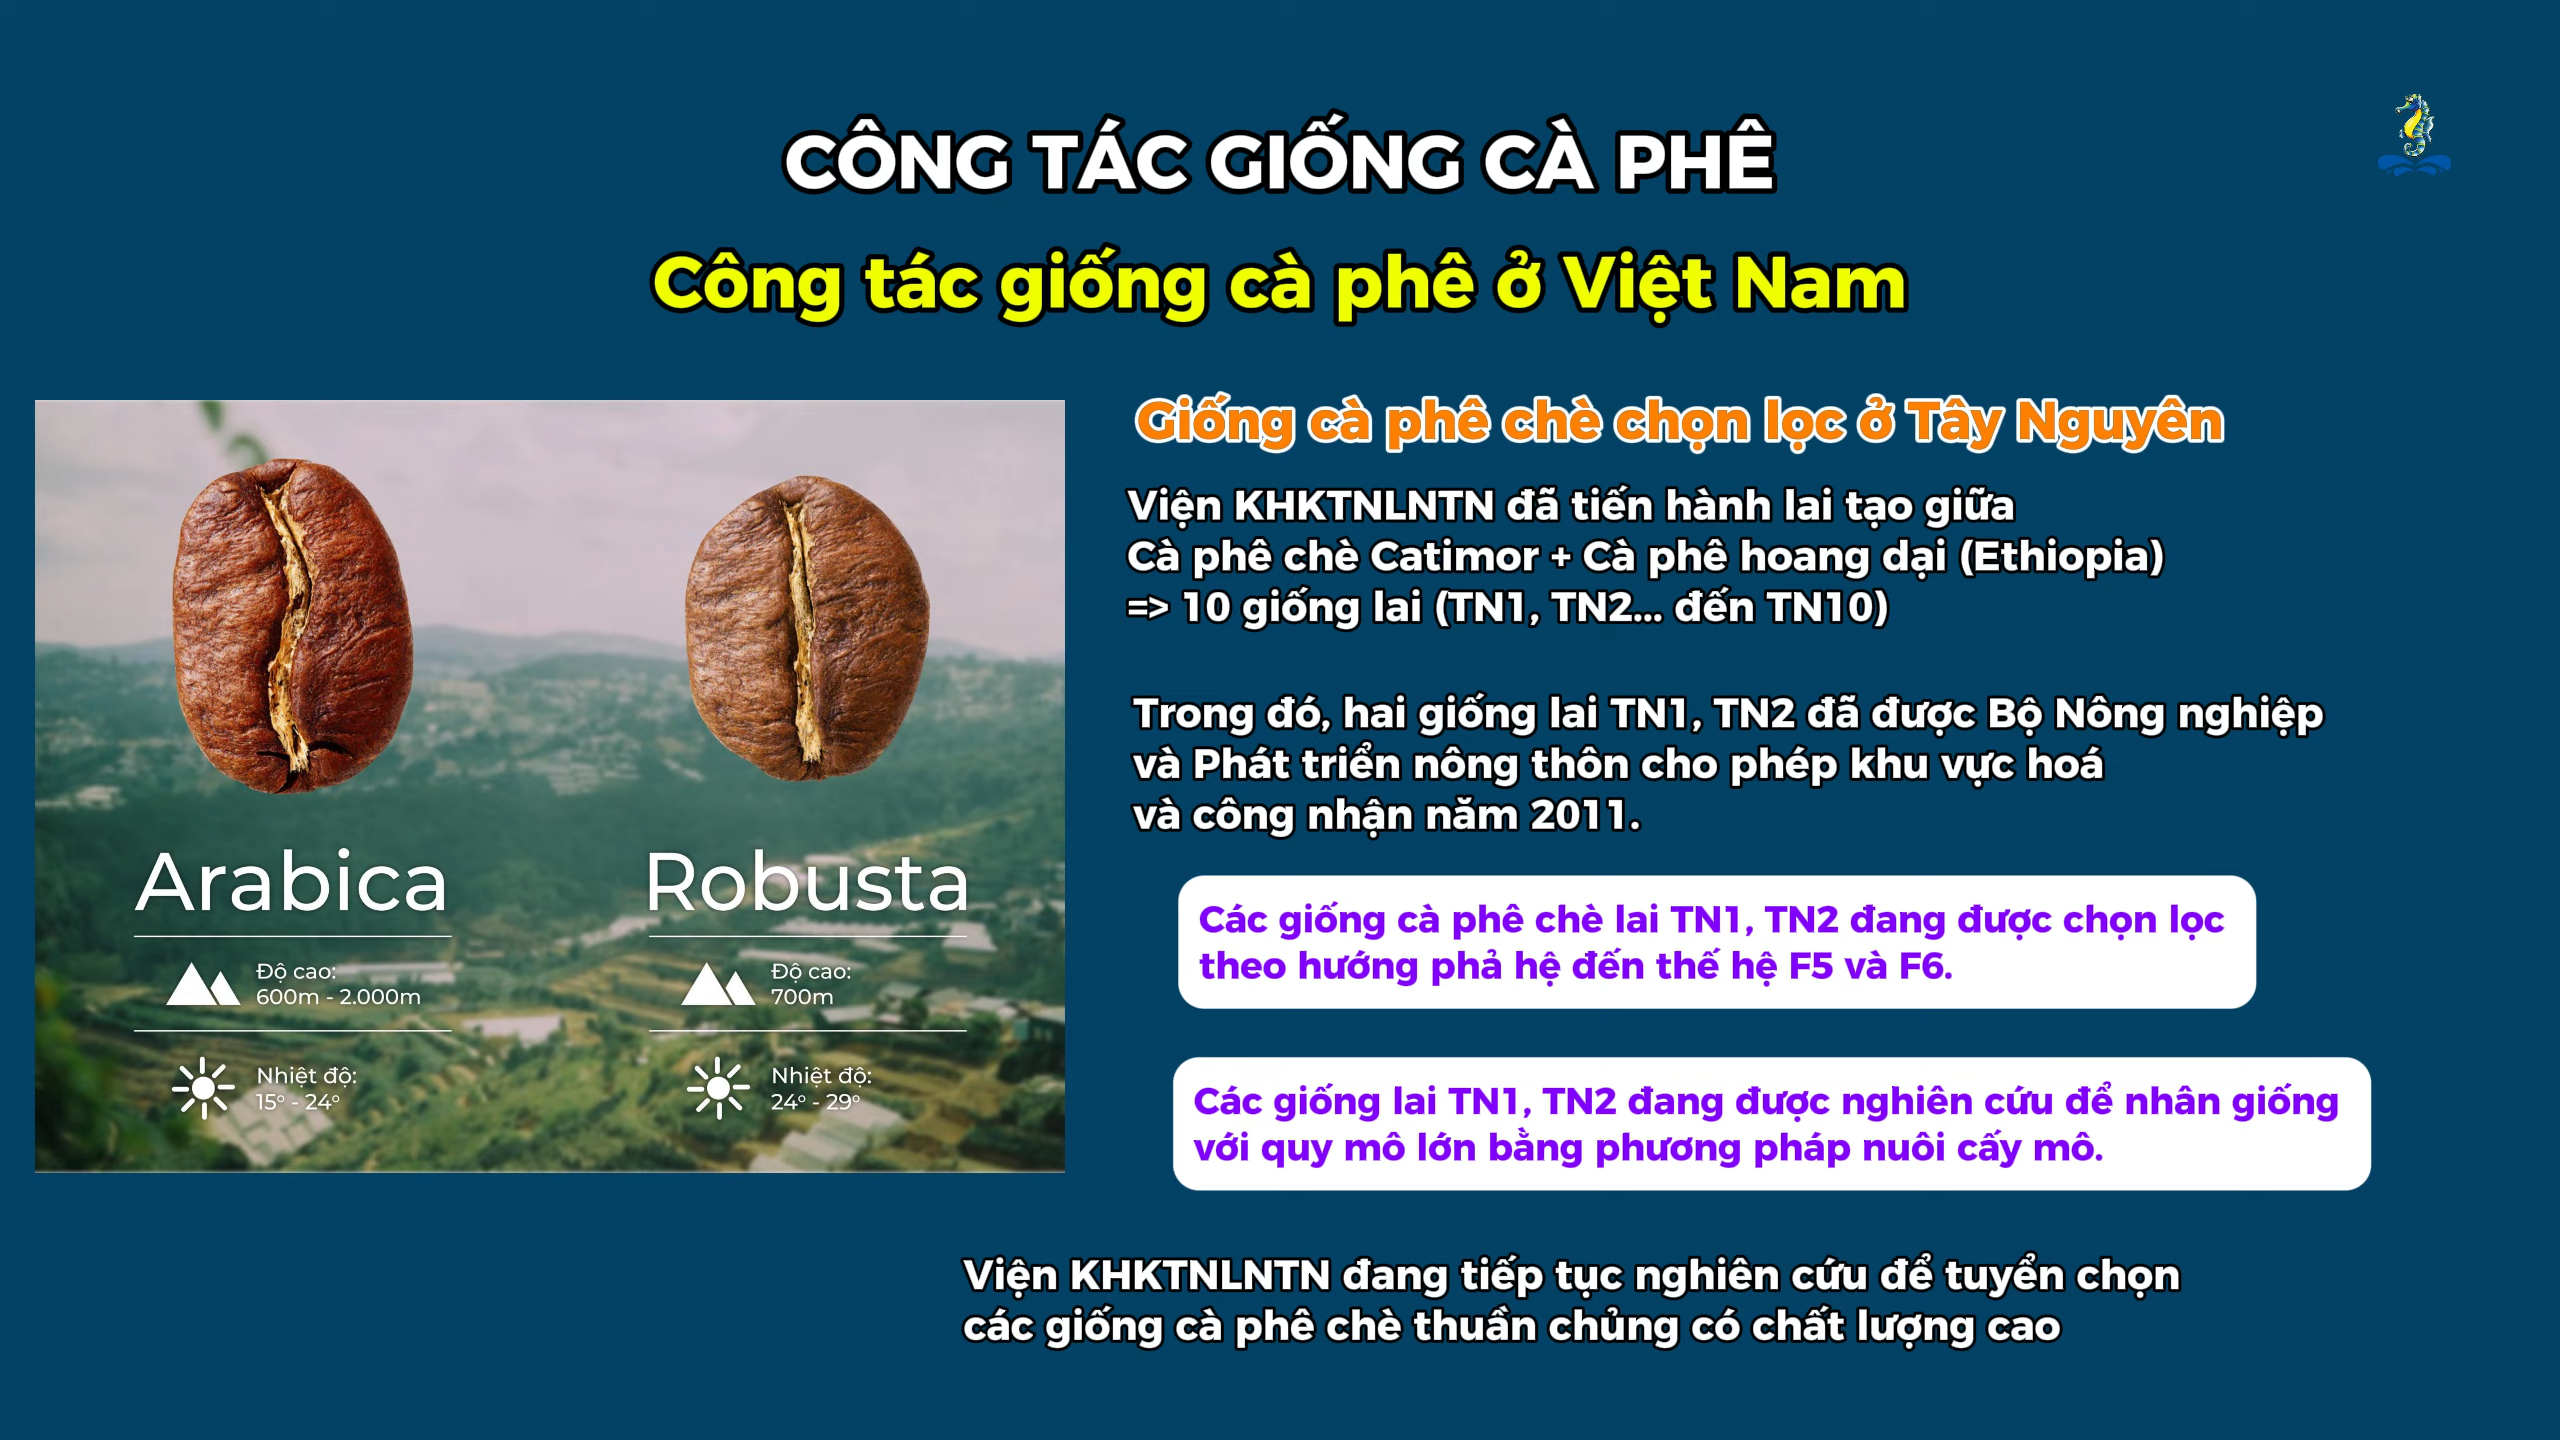 CÔNG TÁC GIỐNG CÀ PHÊ
Công tác giống cà phê ở Việt Nam
Giống cà phê chè chọn lọc ở Tây Nguyên
Viện KHKTNLNTN đã tiến hành lai tạo giữa
Cà phê chè Catimor + Cà phê hoang dại (Ethiopia)
=> 10 giống lai (TN1, TN2... đến TN10)
Trong đó, hai giống lai TN1, TN2 đã được Bộ Nông nghiệp
và Phát triển nông thôn cho phép khu vực hoá
và công nhận năm 2011.
Các giống cà phê chè lai TN1, TN2 đang được chọn lọc
theo hướng phả hệ đến thế hệ F5 và F6.
Các giống lai TN1, TN2 đang được nghiên cứu để nhân giống
với quy mô lớn bằng phương pháp nuôi cấy mô.
Arabica
Độ cao:
600m - 2.000m
Nhiệt độ:
15° - 24°
Robusta
Độ cao:
700m
Nhiệt độ:
24° - 29°
Viện KHKTNLNTN đang tiếp tục nghiên cứu để tuyển chọn
các giống cà phê chè thuần chủng có chất lượng cao